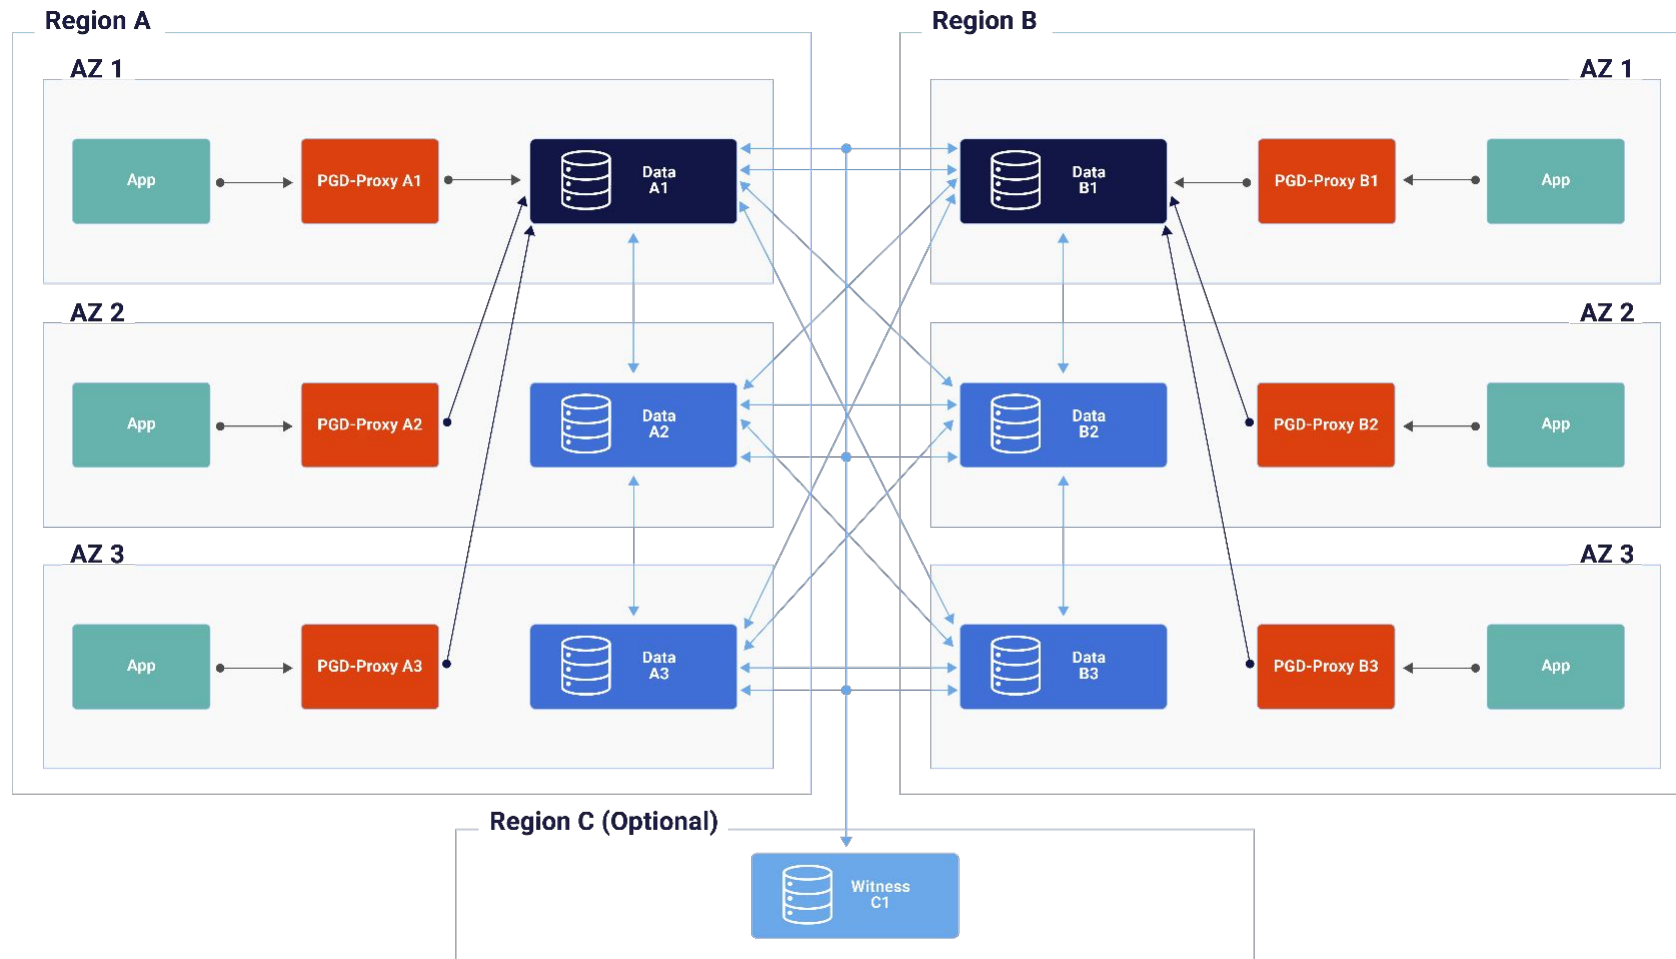 Region A
Region B
AZ 1
AZ 1
App
PGD-Proxy A1
Data
A1
Data
B1
PGD-Proxy B1
App
AZ 2
AZ 2
App
PGD-Proxy A2
Data
A2
Data
B2
PGD-Proxy B2
App
AZ 3
AZ 3
App
PGD-Proxy A3
Data
A3
Data
B3
PGD-Proxy B3
App
Region C (Optional)
Witness
C1